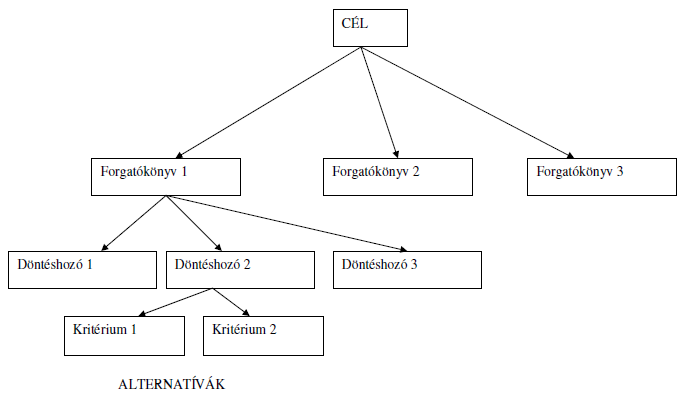 CÉL
Forgatókönyv 1
Forgatókönyv 2
Forgatókönyv 3
Döntéshozó 1
Döntéshozó 2
Döntéshozó 3
Kritérium 1
Kritérium 2
ALTERNATÍVÁK